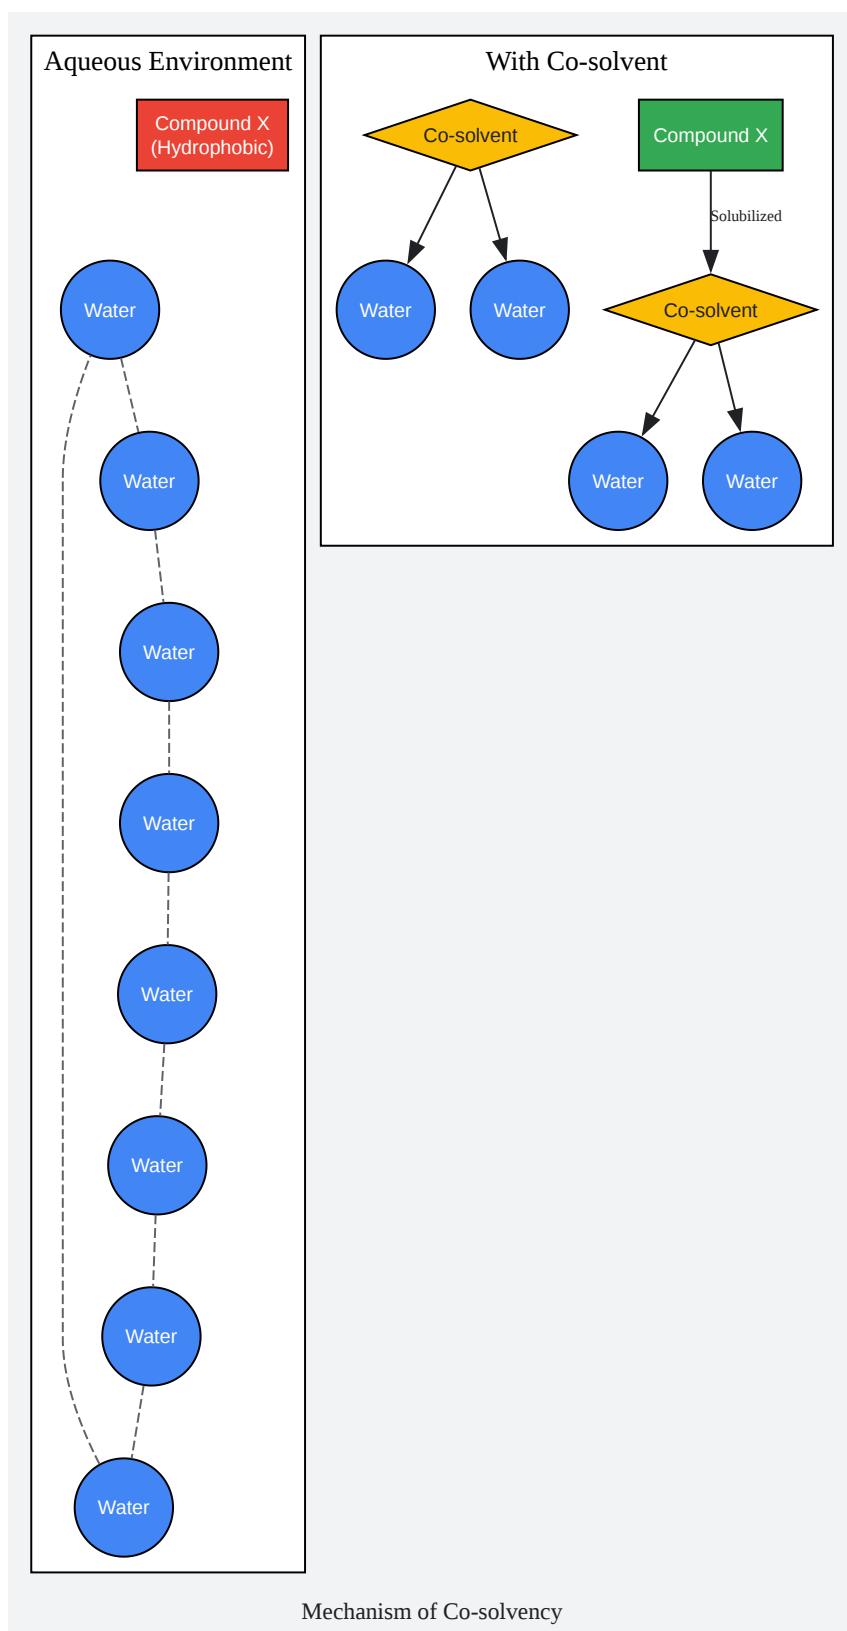 Aqueous Environment
Compound X
(Hydrophobic)
Water
Water
Water
Water
Water
Water
Water
Water
With Co-solvent
Co-solvent
Compound X
Solubilized
Water
Water
Co-solvent
Water
Water
Mechanism of Co-solvency